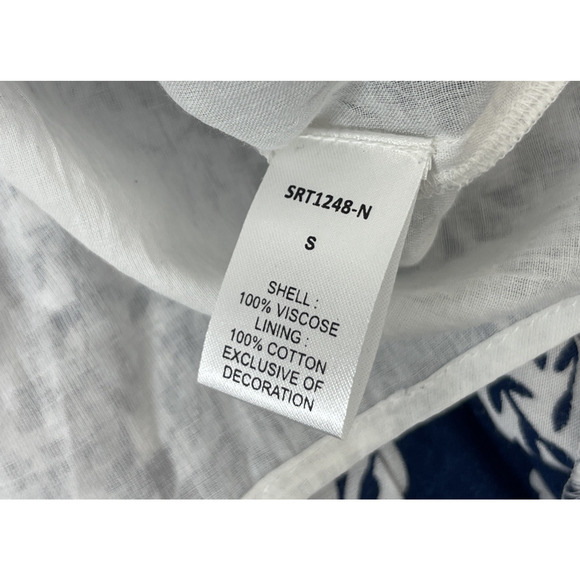 SRT1248-N
S
SHELL :
100% VISCOSE
LINING :
100% COTTON
EXCLUSIVE OF
DECORATION